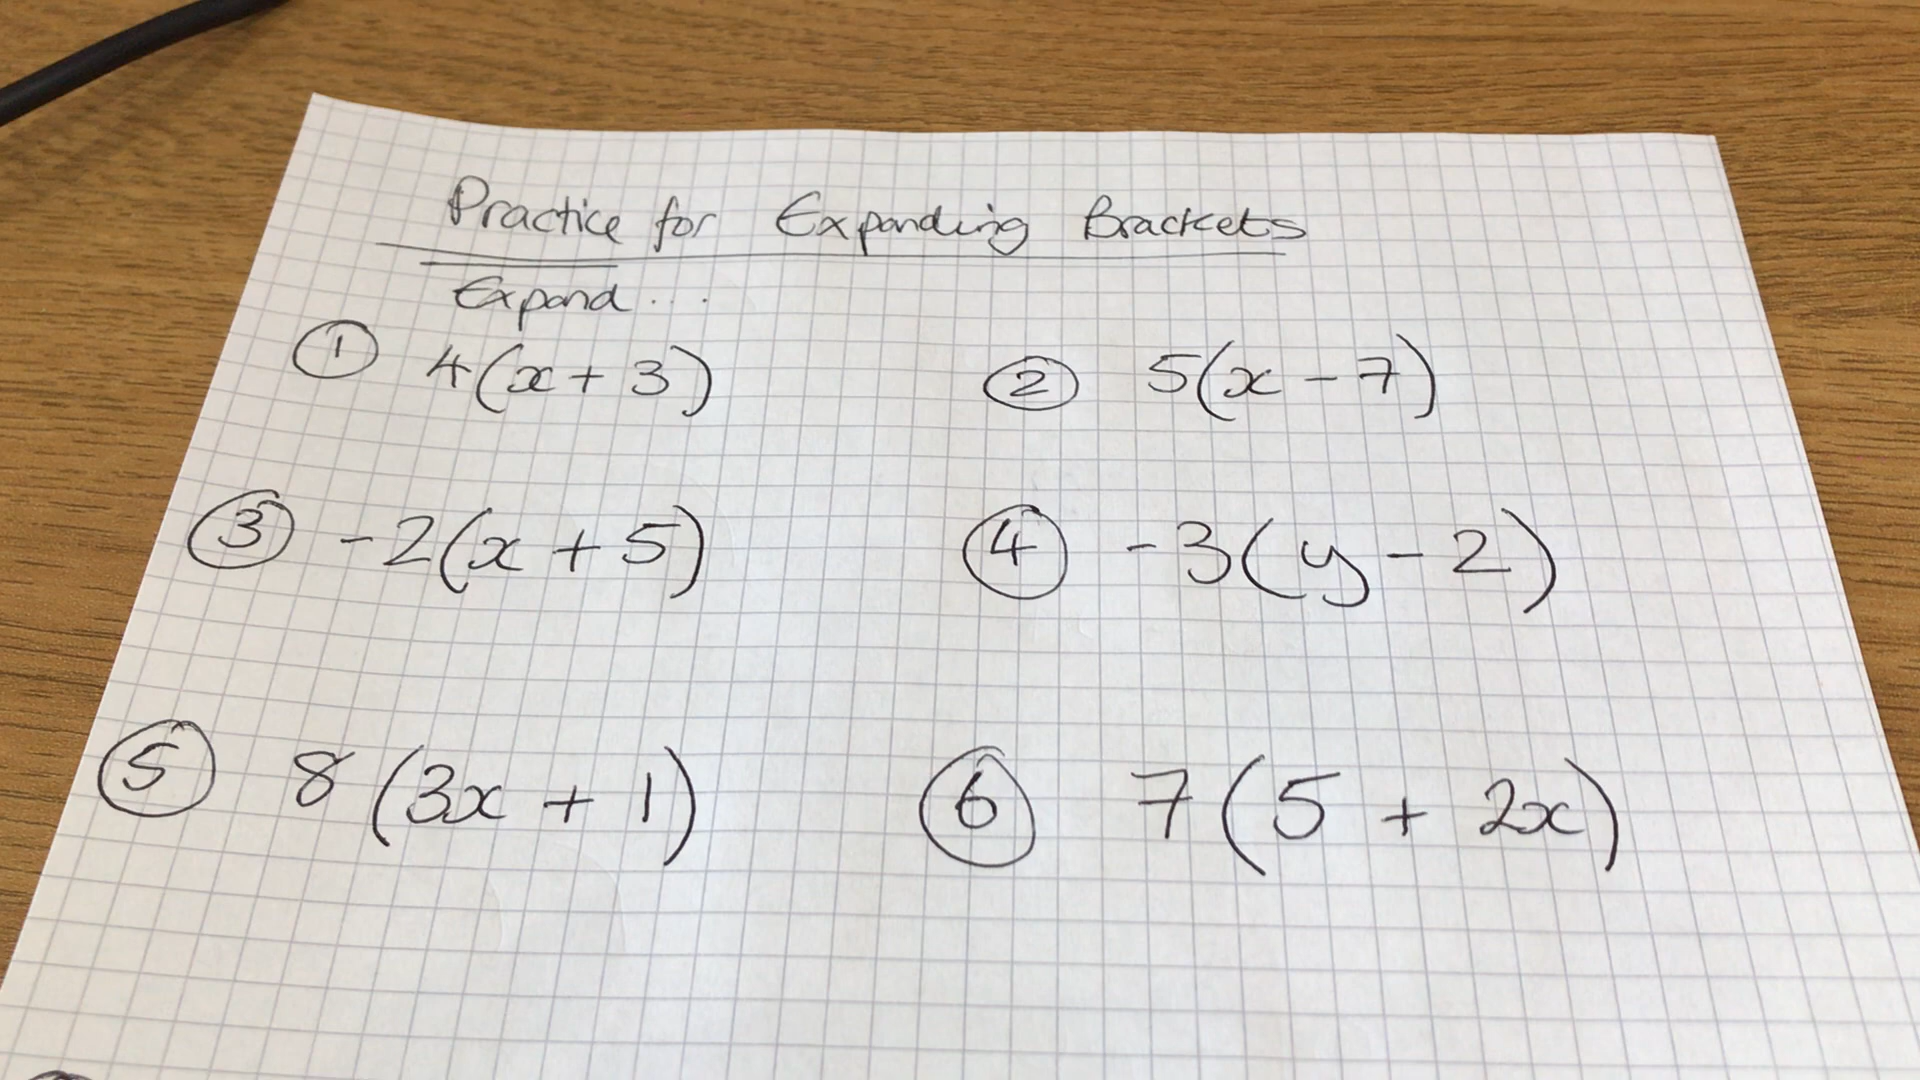 Practice for Expanding Brackets
Expand...
① 4(x + 3) ② 5(x - 7)
③ -2(x + 5) ④ -3(y - 2)
⑤ 8(3x + 1) ⑥ 7(5 + 2x)